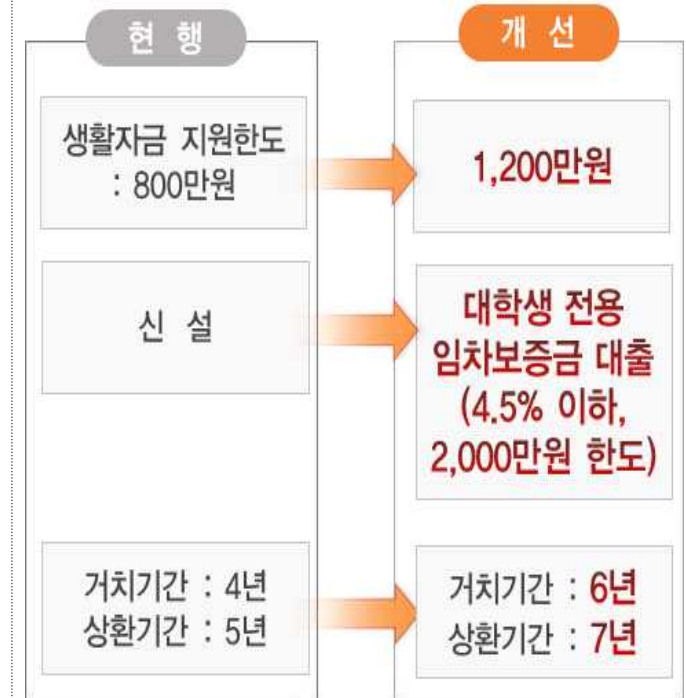 현 행
개 선
생활자금 지원한도
: 800만원
1,200만원
신 설
대학생 전용
임차보증금 대출
(4.5% 이하,
2,000만원 한도)
거치기간 : 4년
상환기간 : 5년
거치기간 : 6년
상환기간 : 7년